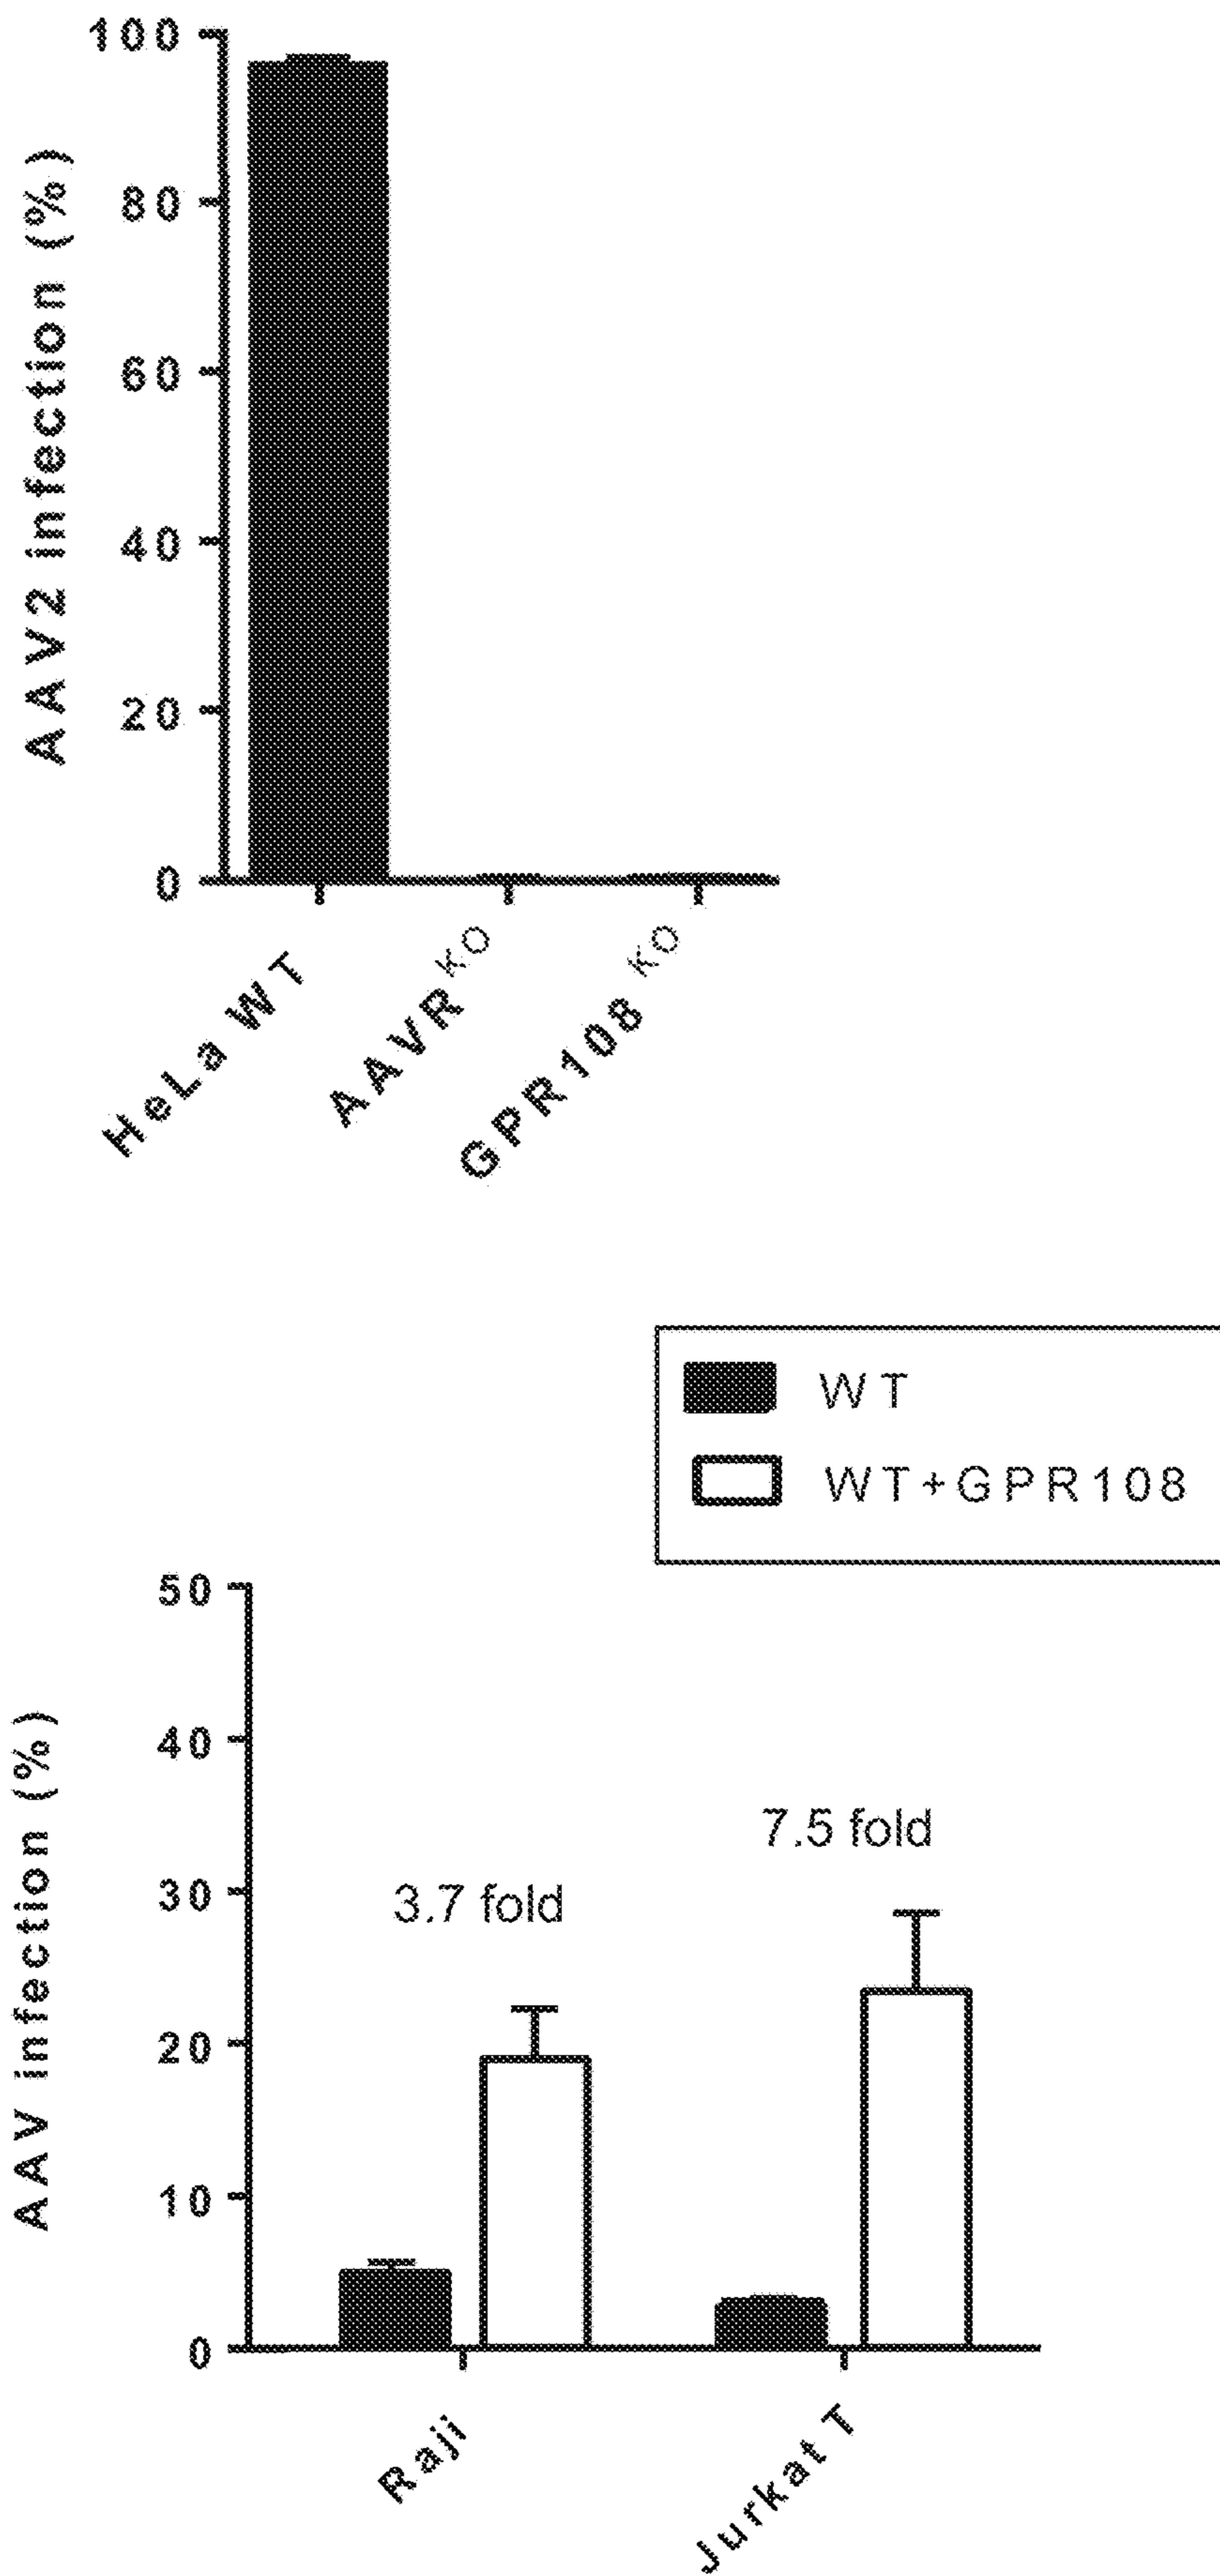 100
80
60
40
20
0
AAV2 infection (%)
HeLa WT
AAVR KO
GPR108 KO
WT
WT+GPR108
50
40
30
20
10
0
AAV infection (%)
7.5 fold
3.7 fold
Raji
Jurkat T